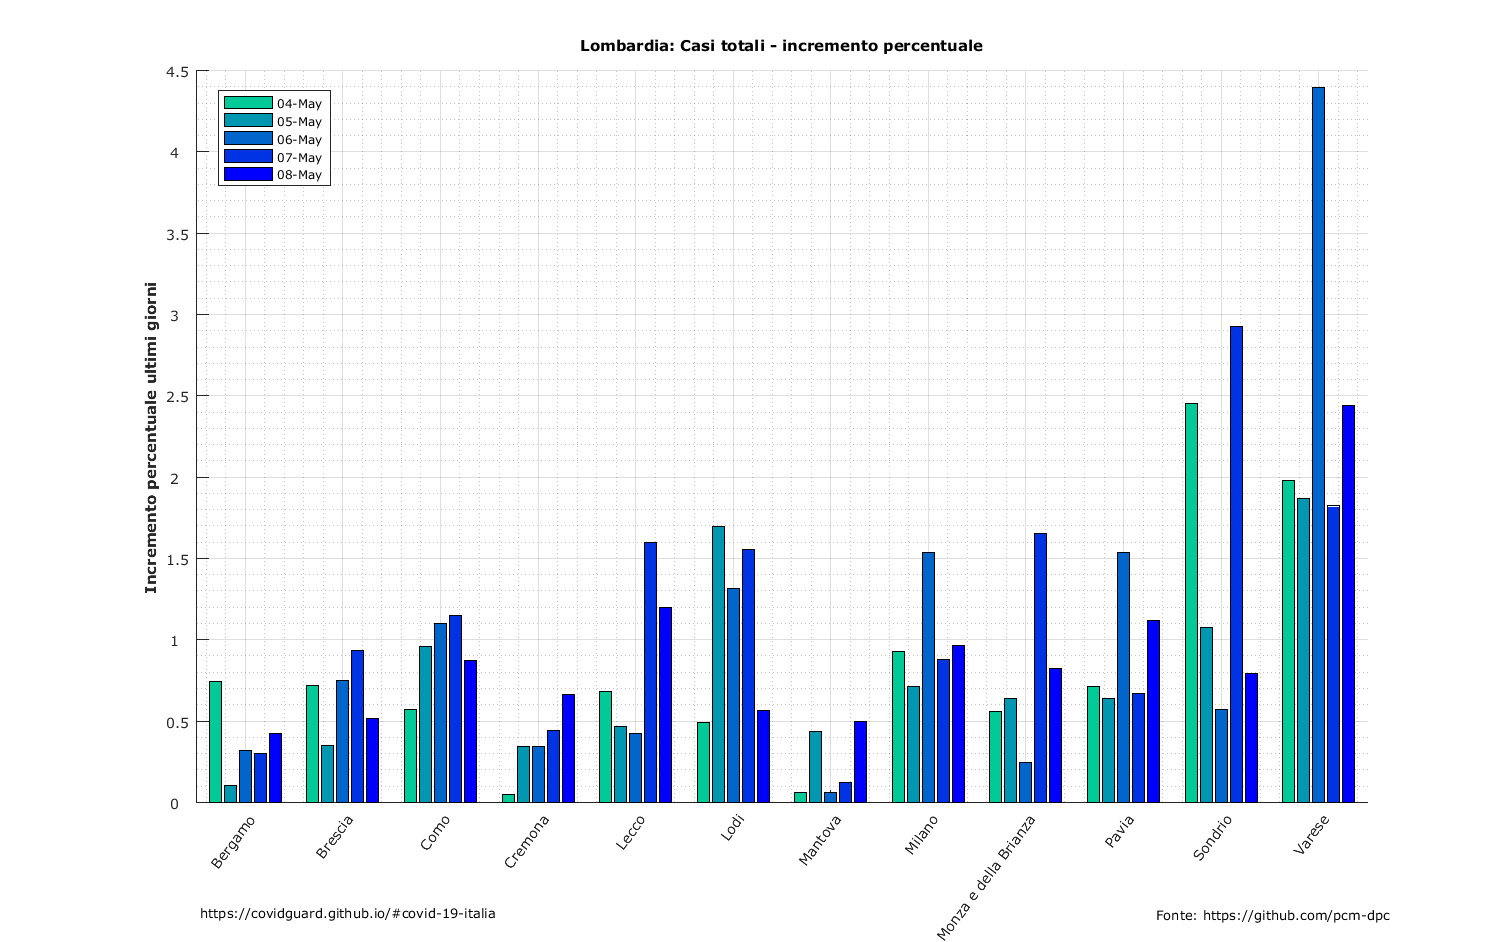 Lombardia: Casi totali - incremento percentuale
Incremento percentuale ultimi giorni
4.5
4
3.5
3
2.5
2
1.5
1
0.5
0
04-May
05-May
06-May
07-May
08-May
Bergamo
Brescia
Como
Cremona
Lecco
Lodi
Mantova
Milano
Monza e della Brianza
Pavia
Sondrio
Varese
https://covidguard.github.io/#covid-19-italia
Fonte: https://github.com/pcm-dpc